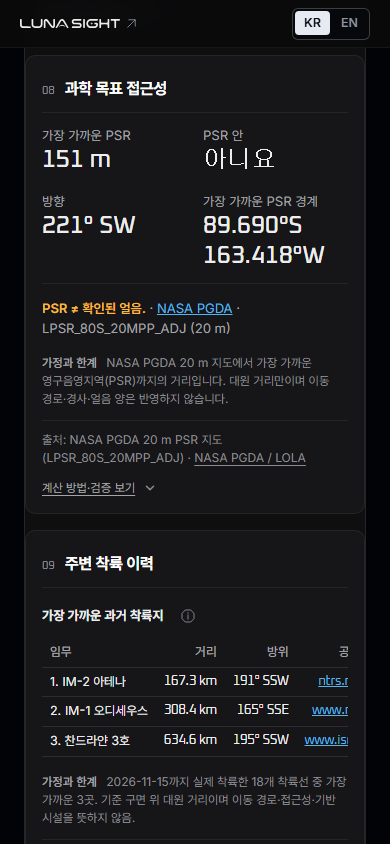 LUNA SIGHT ↗
KR EN
08 과학 목표 접근성
가장 가까운 PSR
151 m
PSR 안
아니요
방향
221° SW
가장 가까운 PSR 경계
89.690°S
163.418°W
PSR ≠ 확인된 얼음. · NASA PGDA ·
LPSR_80S_20MPP_ADJ (20 m)
가정과 한계 NASA PGDA 20 m 지도에서 가장 가까운
영구음영지역(PSR)까지의 거리입니다. 대원 거리만이며 이동
경로·경사·얼음 양은 반영하지 않습니다.
출처: NASA PGDA 20 m PSR 지도
(LPSR_80S_20MPP_ADJ) · NASA PGDA / LOLA
계산 방법·검증 보기
09 주변 착륙 이력
가장 가까운 과거 착륙지
임무 거리 방위 공
1. IM-2 아테나 167.3 km 191° SSW ntrs.r
2. IM-1 오디세우스 308.4 km 165° SSE www.r
3. 찬드라얀 3호 634.6 km 195° SSW www.isr
가정과 한계 2026-11-15까지 실제 착륙한 18개 착륙선 중 가장
가까운 3곳. 기준 구면 위 대원 거리이며 이동 경로·접근성·기반
시설을 뜻하지 않음.